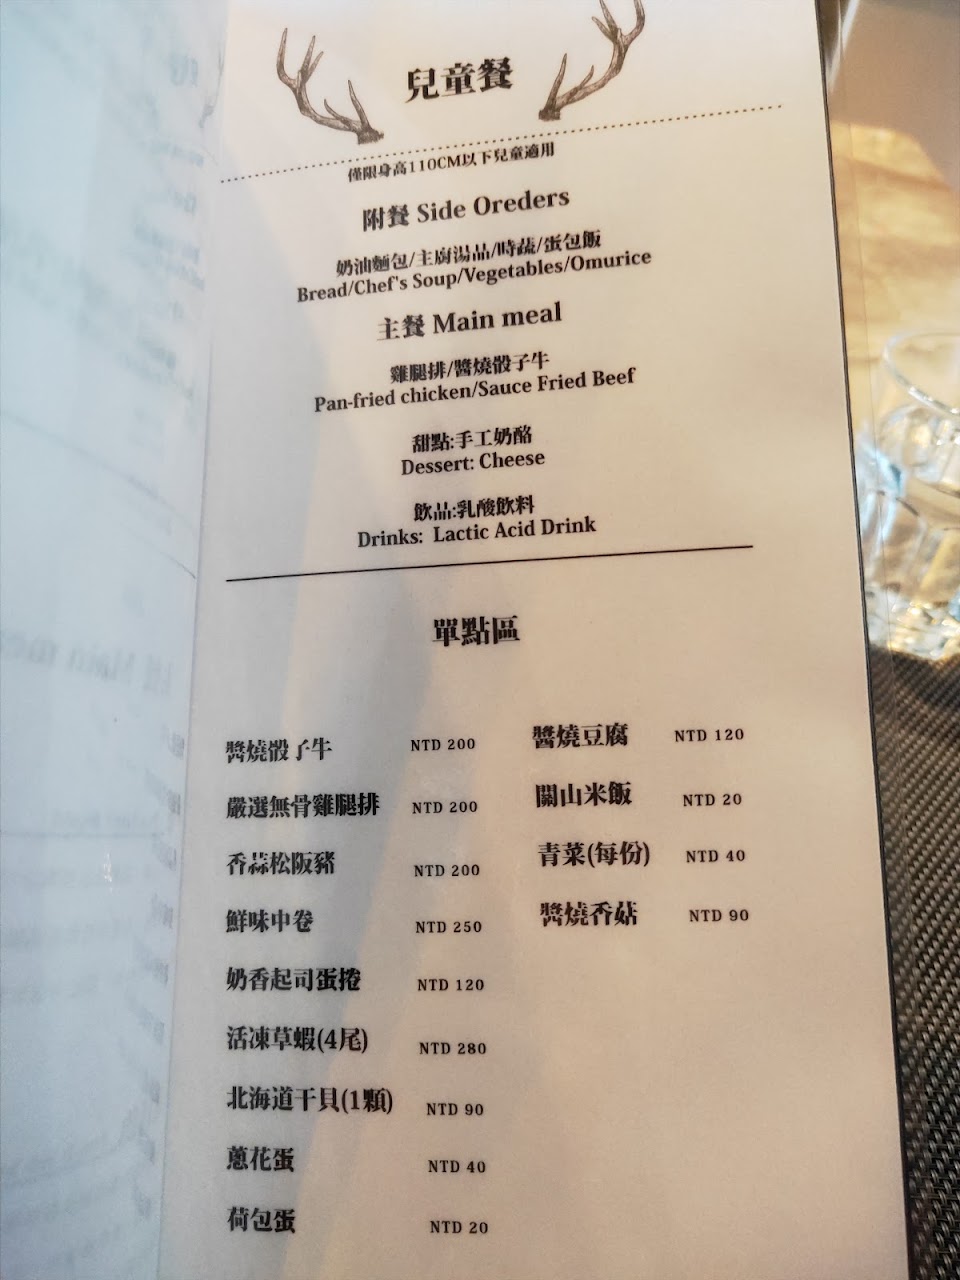 兒童餐
僅限身高110CM以下兒童適用
附餐 Side Oreders
奶油麵包/主廚湯品/時蔬/蛋包飯
Bread/Chef's Soup/Vegetables/Omurice
主餐 Main meal
雞腿排/醬燒骰子牛
Pan-fried chicken/Sauce Fried Beef
甜點:手工奶酪
Dessert: Cheese
飲品:乳酸飲料
Drinks: Lactic Acid Drink
單點區
醬燒骰子牛 NTD 200
嚴選無骨雞腿排 NTD 200
香蒜松阪豬 NTD 200
鮮味中卷 NTD 250
奶香起司蛋捲 NTD 120
活凍草蝦(4尾) NTD 280
北海道干貝(1顆) NTD 90
蔥花蛋 NTD 40
荷包蛋 NTD 20
醬燒豆腐 NTD 120
關山米飯 NTD 20
青菜(每份) NTD 40
醬燒香菇 NTD 90